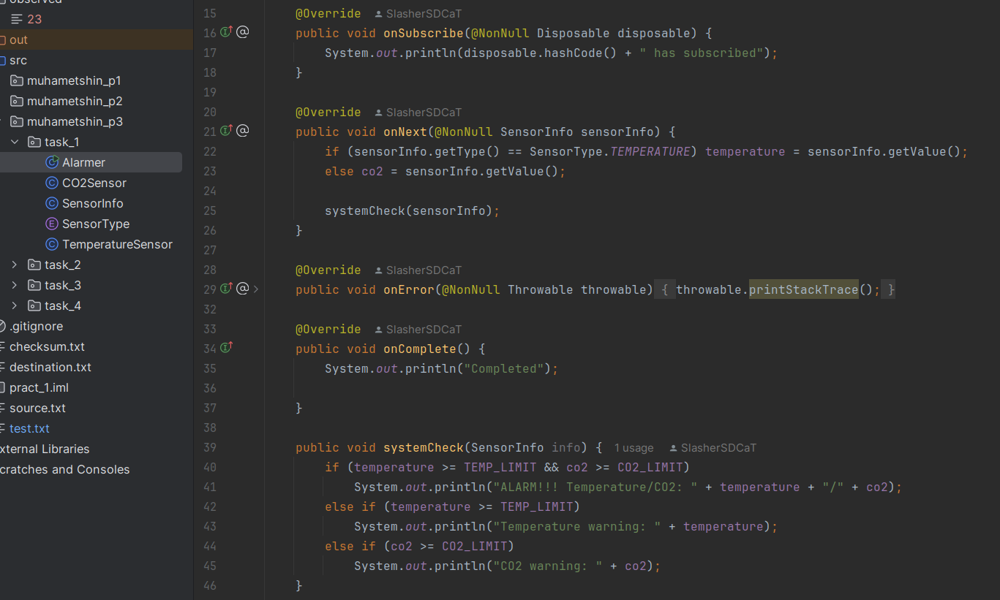 observed
23
out
src
muhametshin_p1
muhametshin_p2
muhametshin_p3
task_1
Alarmer
CO2Sensor
SensorInfo
SensorType
TemperatureSensor
task_2
task_3
task_4
.gitignore
checksum.txt
destination.txt
pract_1.iml
source.txt
test.txt
xternal Libraries
cratches and Consoles
15 @Override SlasherSDCaT
16 public void onSubscribe(@NonNull Disposable disposable) {
17 System.out.println(disposable.hashCode() + " has subscribed");
18 }
19
20 @Override SlasherSDCaT
21 public void onNext(@NonNull SensorInfo sensorInfo) {
22 if (sensorInfo.getType() == SensorType.TEMPERATURE) temperature = sensorInfo.getValue();
23 else co2 = sensorInfo.getValue();
24
25 systemCheck(sensorInfo);
26 }
27
28 @Override SlasherSDCaT
29 public void onError(@NonNull Throwable throwable) { throwable.printStackTrace(); }
32
33 @Override SlasherSDCaT
34 public void onComplete() {
35 System.out.println("Completed");
36
37 }
38
39 public void systemCheck(SensorInfo info) { 1 usage SlasherSDCaT
40 if (temperature >= TEMP_LIMIT && co2 >= CO2_LIMIT)
41 System.out.println("ALARM!!! Temperature/CO2: " + temperature + "/" + co2);
42 else if (temperature >= TEMP_LIMIT)
43 System.out.println("Temperature warning: " + temperature);
44 else if (co2 >= CO2_LIMIT)
45 System.out.println("CO2 warning: " + co2);
46 }